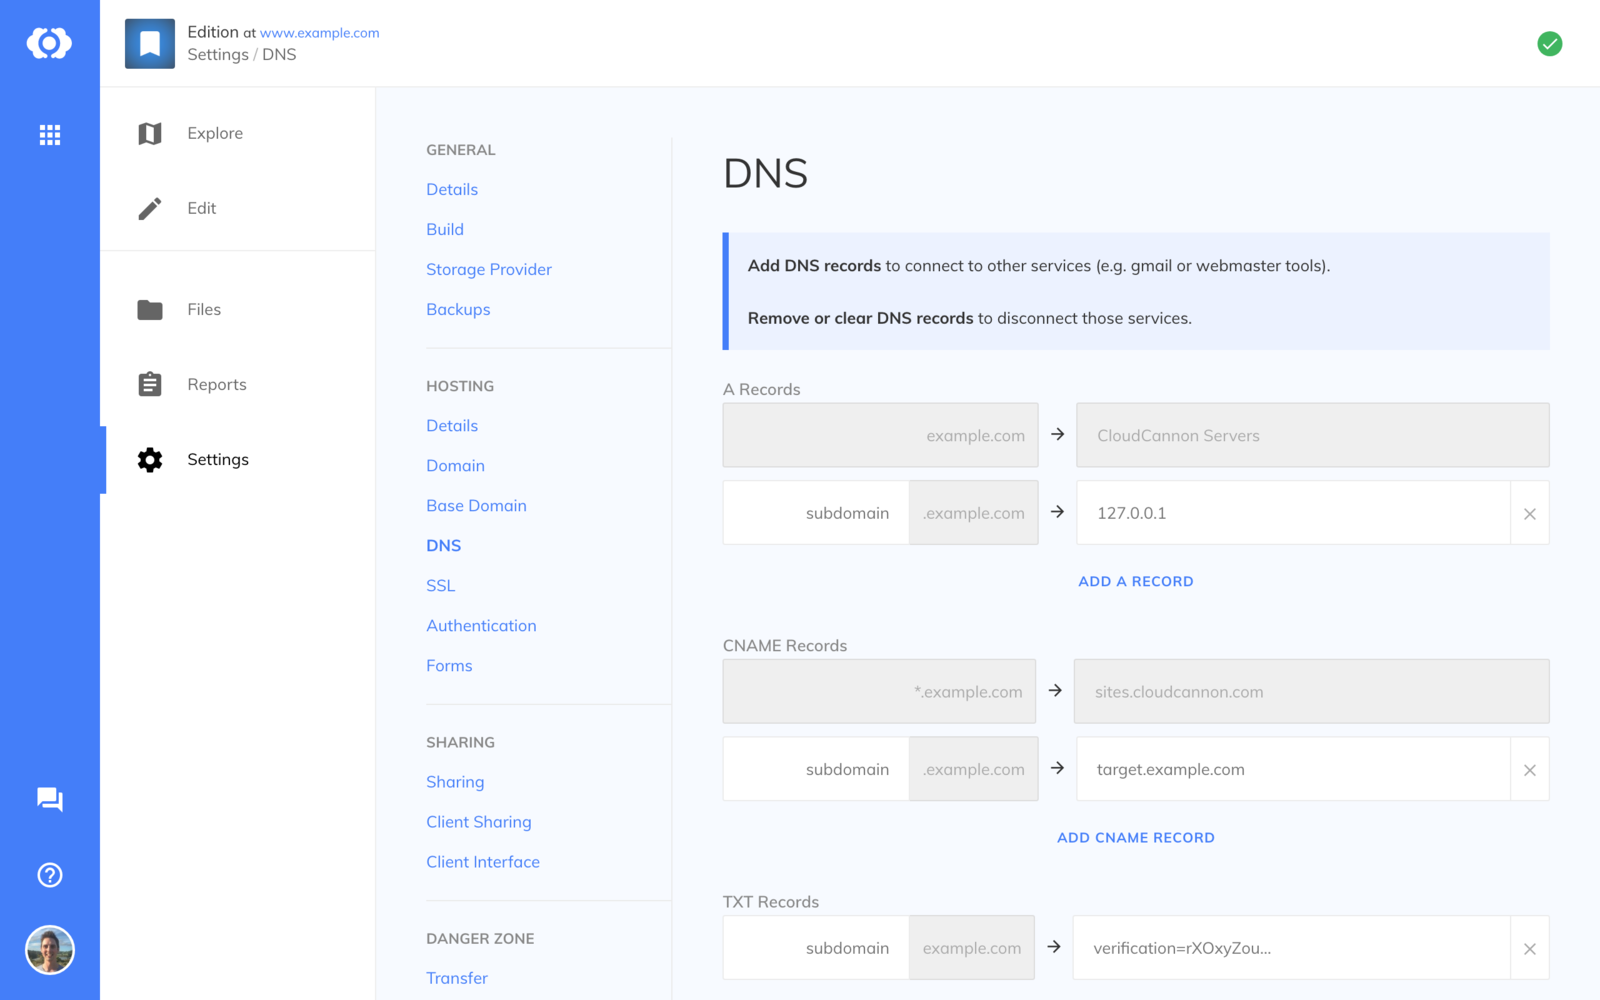 Edition at www.example.com
Settings / DNS
Explore
Edit
Files
Reports
Settings
GENERAL
Details
Build
Storage Provider
Backups
HOSTING
Details
Domain
Base Domain
DNS
SSL
Authentication
Forms
SHARING
Sharing
Client Sharing
Client Interface
DANGER ZONE
Transfer
DNS
Add DNS records to connect to other services (e.g. gmail or webmaster tools).
Remove or clear DNS records to disconnect those services.
A Records
example.com → CloudCannon Servers
subdomain .example.com → 127.0.0.1
ADD A RECORD
CNAME Records
*.example.com → sites.cloudcannon.com
subdomain .example.com → target.example.com
ADD CNAME RECORD
TXT Records
subdomain example.com → verification=rXOxyZou...